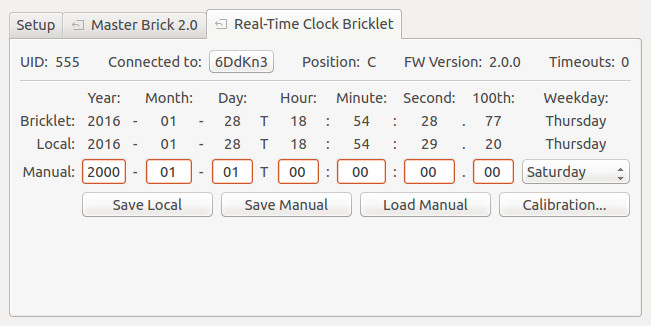 Setup Master Brick 2.0 Real-Time Clock Bricklet
UID: 555 Connected to: 6DdKn3 Position: C FW Version: 2.0.0 Timeouts: 0
Year: Month: Day: Hour: Minute: Second: 100th: Weekday:
Bricklet: 2016 - 01 - 28 T 18 : 54 : 28 . 77 Thursday
Local: 2016 - 01 - 28 T 18 : 54 : 29 . 20 Thursday
Manual: 2000 - 01 - 01 T 00 : 00 : 00 . 00 Saturday
Save Local Save Manual Load Manual Calibration...